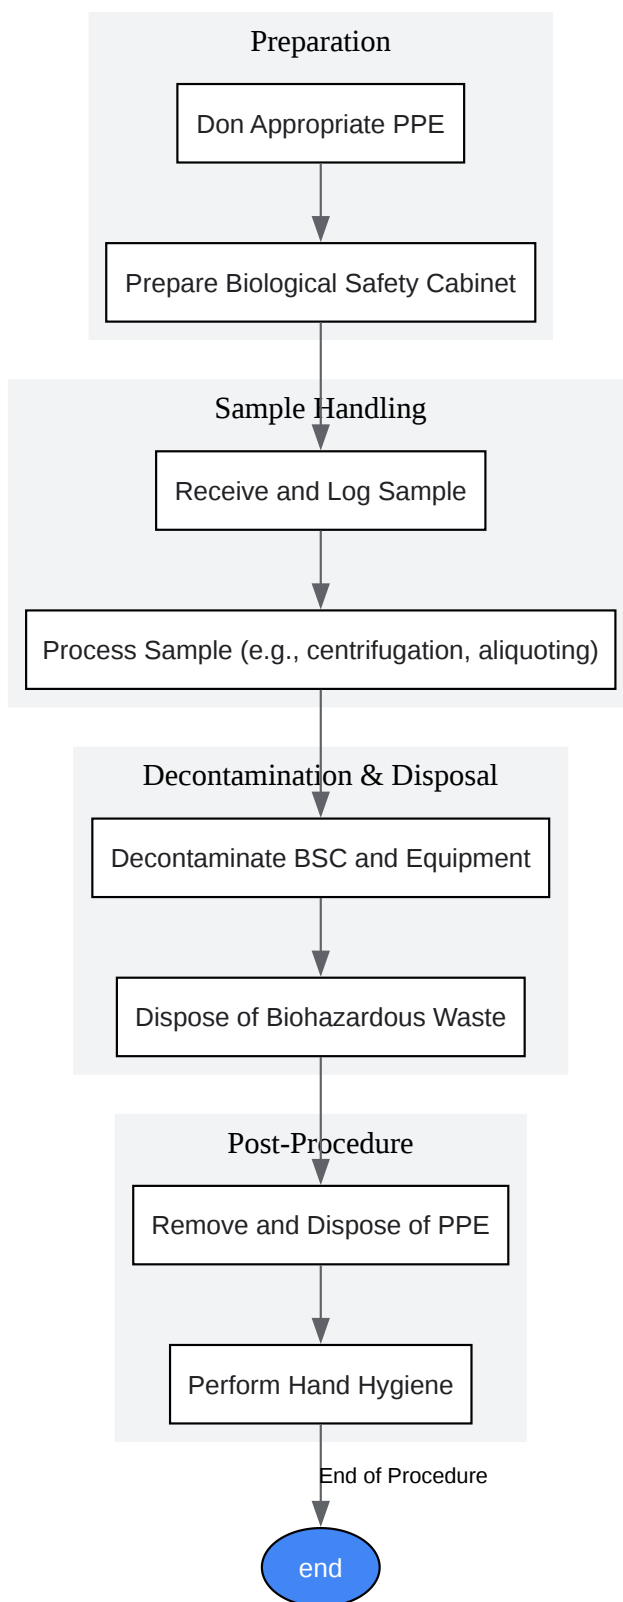 Preparation
Don Appropriate PPE
Prepare Biological Safety Cabinet
Sample Handling
Receive and Log Sample
Process Sample (e.g., centrifugation, aliquoting)
Decontamination & Disposal
Decontaminate BSC and Equipment
Dispose of Biohazardous Waste
Post-Procedure
Remove and Dispose of PPE
Perform Hand Hygiene
End of Procedure
end